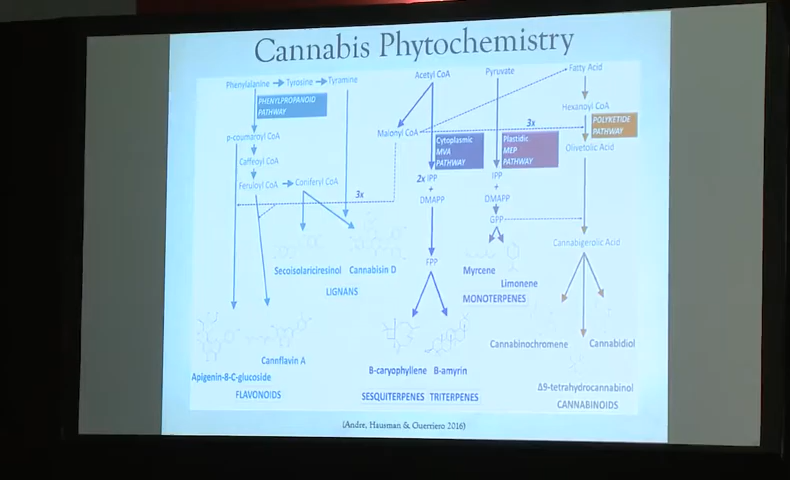 Cannabis Phytochemistry
Phenylalanine Tyrosine Tyramine
Acetyl CoA
Pyruvate
Fatty Acid
PHENYLPROPANOID
PATHWAY
Hexanoyl CoA
3x
POLYKETIDE
PATHWAY
p-coumaroyl CoA
Malonyl CoA
Cytoplasmic
MVA
PATHWAY
Plastidic
MEP
PATHWAY
Olivetolic Acid
Caffeoyl CoA
Feruloyl CoA Coniferyl CoA
3x
2x IPP
+
DMAPP
IPP
+
DMAPP
GPP
Cannabigerolic Acid
Secoisolariciresinol Cannabisin D
LIGNANS
FPP
Myrcene
Limonene
MONOTERPENES
Cannabinochromene Cannabidiol
Cannflavin A
Apigenin-8-C-glucoside
FLAVONOIDS
B-caryophyllene B-amyrin
SESQUITERPENES TRITERPENES
Δ9-tetrahydrocannabinol
CANNABINOIDS
(Andre, Hausman & Guerriero 2016)